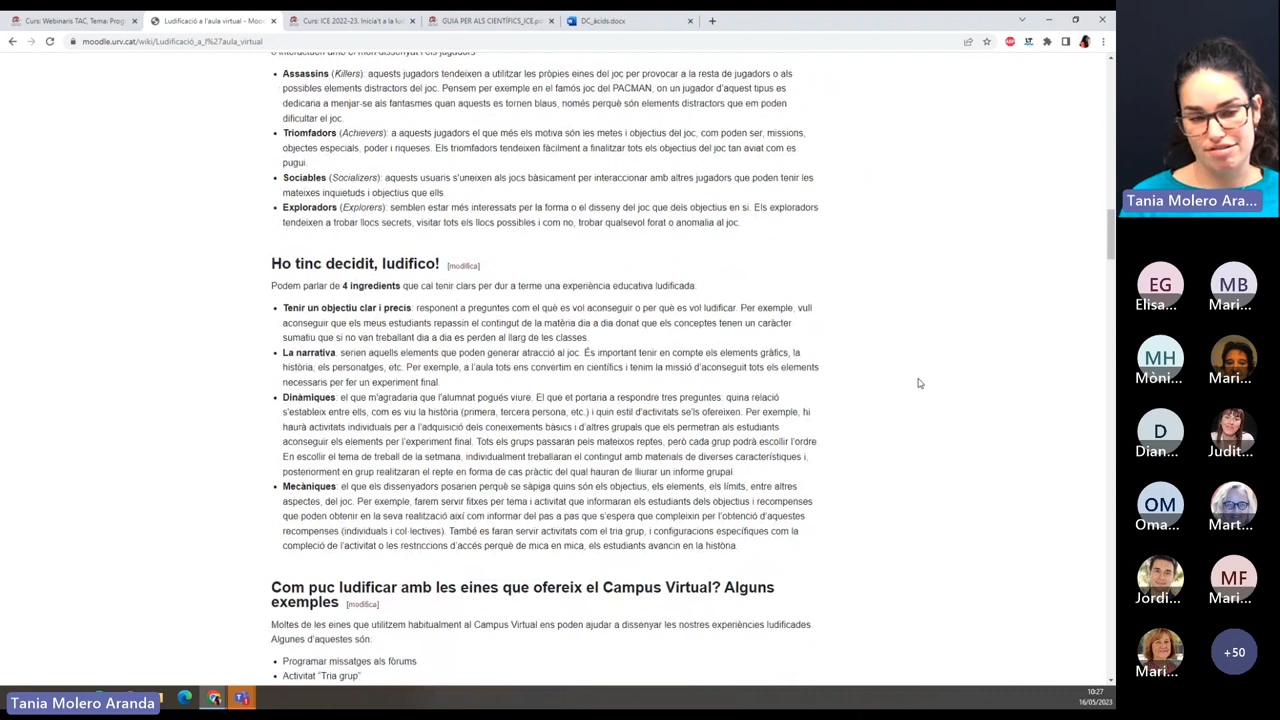 Curs: Webinaris TAC, Tema: Prog
Ludificació a l'aula virtual - Moo
Curs: ICE 2022-23. Inicia't a la lu
GUIA PER ALS CIENTÍFICS_ICE.po
DC_àcids.docx
moodle.urv.cat/wiki/Ludificació_a_l%27aula_virtual
Assassins (Killers): aquests jugadors tendeixen a utilitzar les pròpies eines del joc per provocar a la resta de jugadors o als
possibles elements distractors del joc. Pensem per exemple en el famós joc del PACMAN, on un jugador d'aquest tipus es
dedicaria a menjar-se als fantasmes quan aquests es tornen blaus, només perquè són elements distractors que em poden
dificultar el joc.
Triomfadors (Achievers): a aquests jugadors el que més els motiva són les metes i objectius del joc, com poden ser, missions,
objectes especials, poder i riqueses. Els triomfadors tendeixen fàcilment a finalitzar tots els objectius del joc tan aviat com es
pugui.
Sociables (Socializers): aquests usuaris s'uneixen als jocs bàsicament per interaccionar amb altres jugadors que poden tenir les
mateixes inquietuds i objectius que ells.
Exploradors (Explorers): semblen estar més interessats per la forma o el disseny del joc que dels objectius en si. Els exploradors
tendeixen a trobar llocs secrets, visitar tots els llocs possibles i com no, trobar qualsevol forat o anomalia al joc.
Ho tinc decidit, ludifico! [modifica]
Podem parlar de 4 ingredients que cal tenir clars per dur a terme una experiència educativa ludificada:
Tenir un objectiu clar i precís: responent a preguntes com el què es vol aconseguir o per què es vol ludificar. Per exemple, vull
aconseguir que els meus estudiants repassin el contingut de la matèria dia a dia donat que els conceptes tenen un caràcter
sumatiu que si no van treballant dia a dia es perden al llarg de les classes.
La narrativa: serien aquells elements que poden generar atracció al joc. És important tenir en compte els elements gràfics, la
història, els personatges, etc. Per exemple, a l'aula tots ens convertim en científics i tenim la missió d'aconseguit tots els elements
necessaris per fer un experiment final.
Dinàmiques: el que m'agradaria que l'alumnat pogués viure. El que et portaria a respondre tres preguntes: quina relació
s'estableix entre ells, com es viu la història (primera, tercera persona, etc.) i quin estil d'activitats se'ls ofereixen. Per exemple, hi
haurà activitats individuals per a l'adquisició dels coneixements bàsics i d'altres grupals que els permetran als estudiants
aconseguir els elements per l'experiment final. Tots els grups passaran pels mateixos reptes, però cada grup podrà escollir l'ordre.
En escollir el tema de treball de la setmana, individualment treballaran el contingut amb materials de diverses característiques i,
posteriorment en grup realitzaran el repte en forma de cas pràctic del qual hauran de lliurar un informe grupal.
Mecàniques: el que els dissenyadors posarien perquè se sàpiga quins són els objectius, els elements, els límits, entre altres
aspectes, del joc. Per exemple, farem servir fitxes per tema i activitat que informaran els estudiants dels objectius i recompenses
que poden obtenir en la seva realització així com informar del pas a pas que s'espera que compleixin per l'obtenció d'aquestes
recompenses (individuals i col·lectives). També es faran servir activitats com el tria grup, i configuracions específiques com la
compleció de l'activitat o les restriccions d'accés perquè de mica en mica, els estudiants avancin en la història.
Com puc ludificar amb les eines que ofereix el Campus Virtual? Alguns
exemples [modifica]
Moltes de les eines que utilitzem habitualment al Campus Virtual ens poden ajudar a dissenyar les nostres experiències ludificades.
Algunes d'aquestes són:
Programar missatges als fòrums
Activitat "Tria grup"
10:27
16/05/2023
Tania Molero Aranda
Tania Molero Ara...
EG
MB
Elisa...
Mari...
MH
Mòni...
Mari...
D
Dian...
Judit...
OM
Oma...
Mart...
MF
Jordi...
Mari...
+50
Mari...